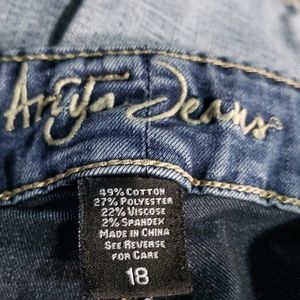 Ariya Jeans
49% COTTON
27% POLYESTER
22% VISCOSE
2% SPANDEX
MADE IN CHINA
SEE REVERSE
FOR CARE
18